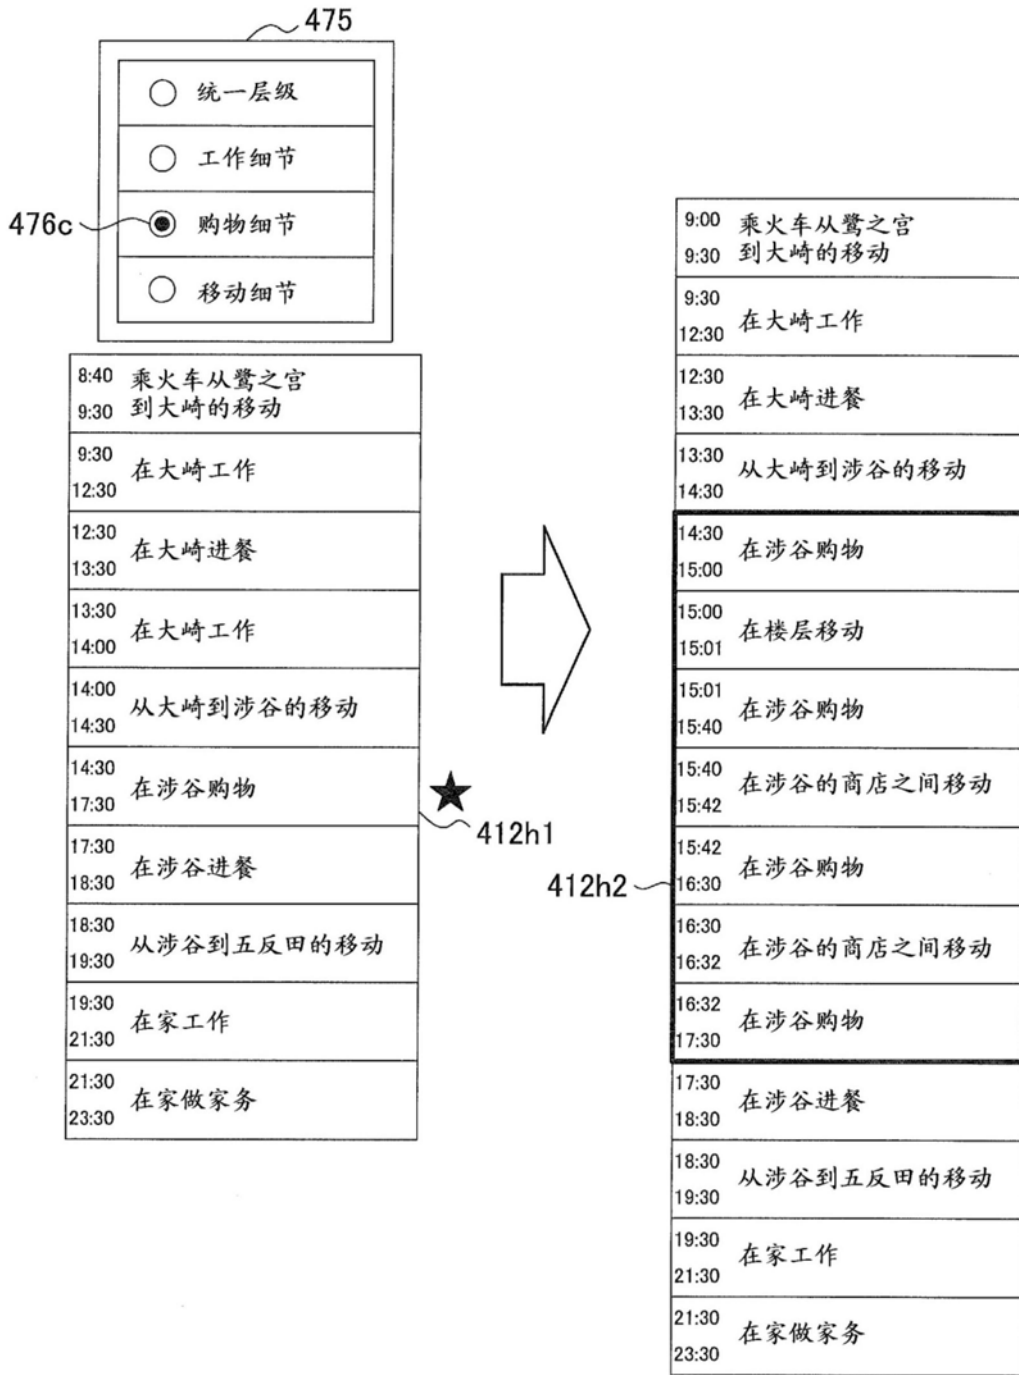 475
统一层级
工作细节
476c
购物细节
移动细节
8:40
9:30
乘火车从鹭之宫
到大崎的移动
9:30
12:30
在大崎工作
12:30
13:30
在大崎进餐
13:30
14:00
在大崎工作
14:00
14:30
从大崎到涉谷的移动
14:30
17:30
在涉谷购物
412h1
17:30
18:30
在涉谷进餐
18:30
19:30
从涉谷到五反田的移动
19:30
21:30
在家工作
21:30
23:30
在家做家务
9:00
9:30
乘火车从鹭之宫
到大崎的移动
9:30
12:30
在大崎工作
12:30
13:30
在大崎进餐
13:30
14:30
从大崎到涉谷的移动
14:30
15:00
在涉谷购物
15:00
15:01
在楼层移动
15:01
15:40
在涉谷购物
15:40
15:42
在涉谷的商店之间移动
412h2
15:42
16:30
在涉谷购物
16:30
16:32
在涉谷的商店之间移动
16:32
17:30
在涉谷购物
17:30
18:30
在涉谷进餐
18:30
19:30
从涉谷到五反田的移动
19:30
21:30
在家工作
21:30
23:30
在家做家务